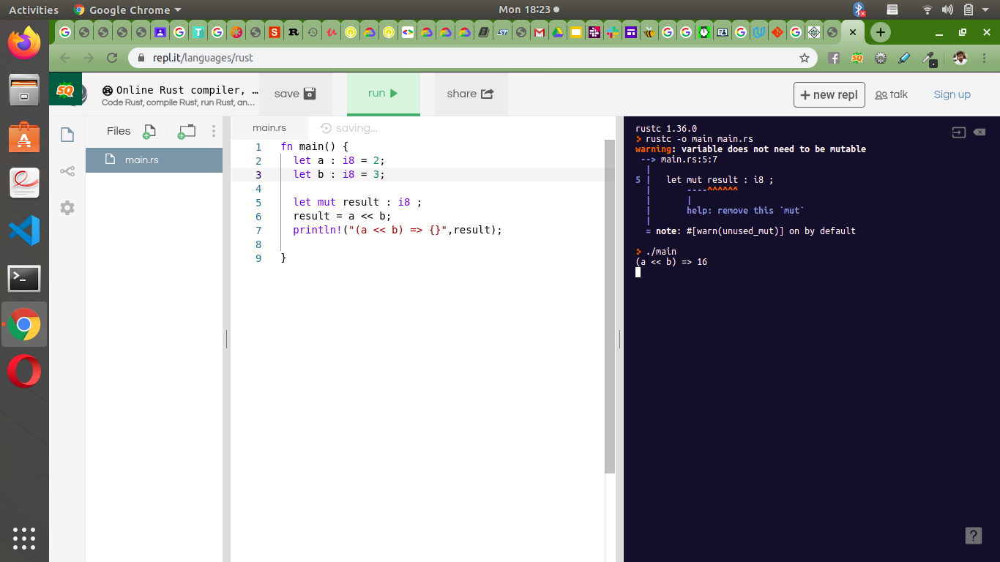 Activities
Google Chrome
Mon 18:23
repl.it/languages/rust
SQ
Online Rust compiler, …
Code Rust, compile Rust, run Rust, an...
save
run
share
+ new repl
talk
Sign up
Files
main.rs
main.rs
saving...
1 fn main() {
2 let a : i8 = 2;
3 let b : i8 = 3;
4
5 let mut result : i8 ;
6 result = a << b;
7 println!("(a << b) => {}",result);
8
9 }
rustc 1.36.0
rustc -o main main.rs
warning: variable does not need to be mutable
--> main.rs:5:7
|
5 | let mut result : i8 ;
| ----^^^^^^
| |
| help: remove this `mut`
|
= note: #[warn(unused_mut)] on by default
./main
(a << b) => 16
?